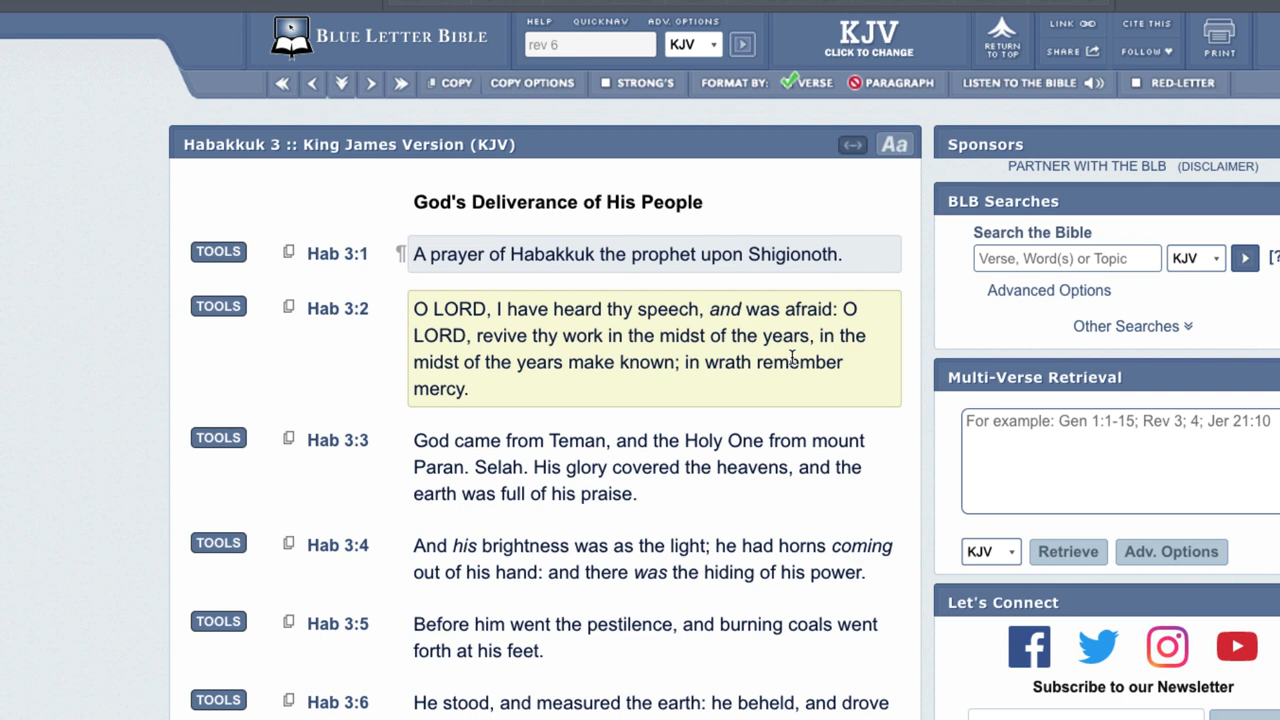 HELP QUICKNAV ADV. OPTIONS
BLUE LETTER BIBLE
rev 6
KJV
KJV
CLICK TO CHANGE
RETURN
TO TOP
LINK
CITE THIS
SHARE
FOLLOW
PRINT
COPY
COPY OPTIONS
STRONG'S
FORMAT BY:
VERSE
PARAGRAPH
LISTEN TO THE BIBLE
RED-LETTER
Habakkuk 3 :: King James Version (KJV)
Aa
God's Deliverance of His People
TOOLS
Hab 3:1
¶ A prayer of Habakkuk the prophet upon Shigionoth.
TOOLS
Hab 3:2
O LORD, I have heard thy speech, and was afraid: O
LORD, revive thy work in the midst of the years, in the
midst of the years make known; in wrath remember
mercy.
TOOLS
Hab 3:3
God came from Teman, and the Holy One from mount
Paran. Selah. His glory covered the heavens, and the
earth was full of his praise.
TOOLS
Hab 3:4
And his brightness was as the light; he had horns coming
out of his hand: and there was the hiding of his power.
TOOLS
Hab 3:5
Before him went the pestilence, and burning coals went
forth at his feet.
TOOLS
Hab 3:6
He stood, and measured the earth: he beheld, and drove
Sponsors
PARTNER WITH THE BLB (DISCLAIMER)
BLB Searches
Search the Bible
Verse, Word(s) or Topic
KJV
[?
Advanced Options
Other Searches
Multi-Verse Retrieval
For example: Gen 1:1-15; Rev 3; 4; Jer 21:10
KJV
Retrieve
Adv. Options
Let's Connect
Subscribe to our Newsletter